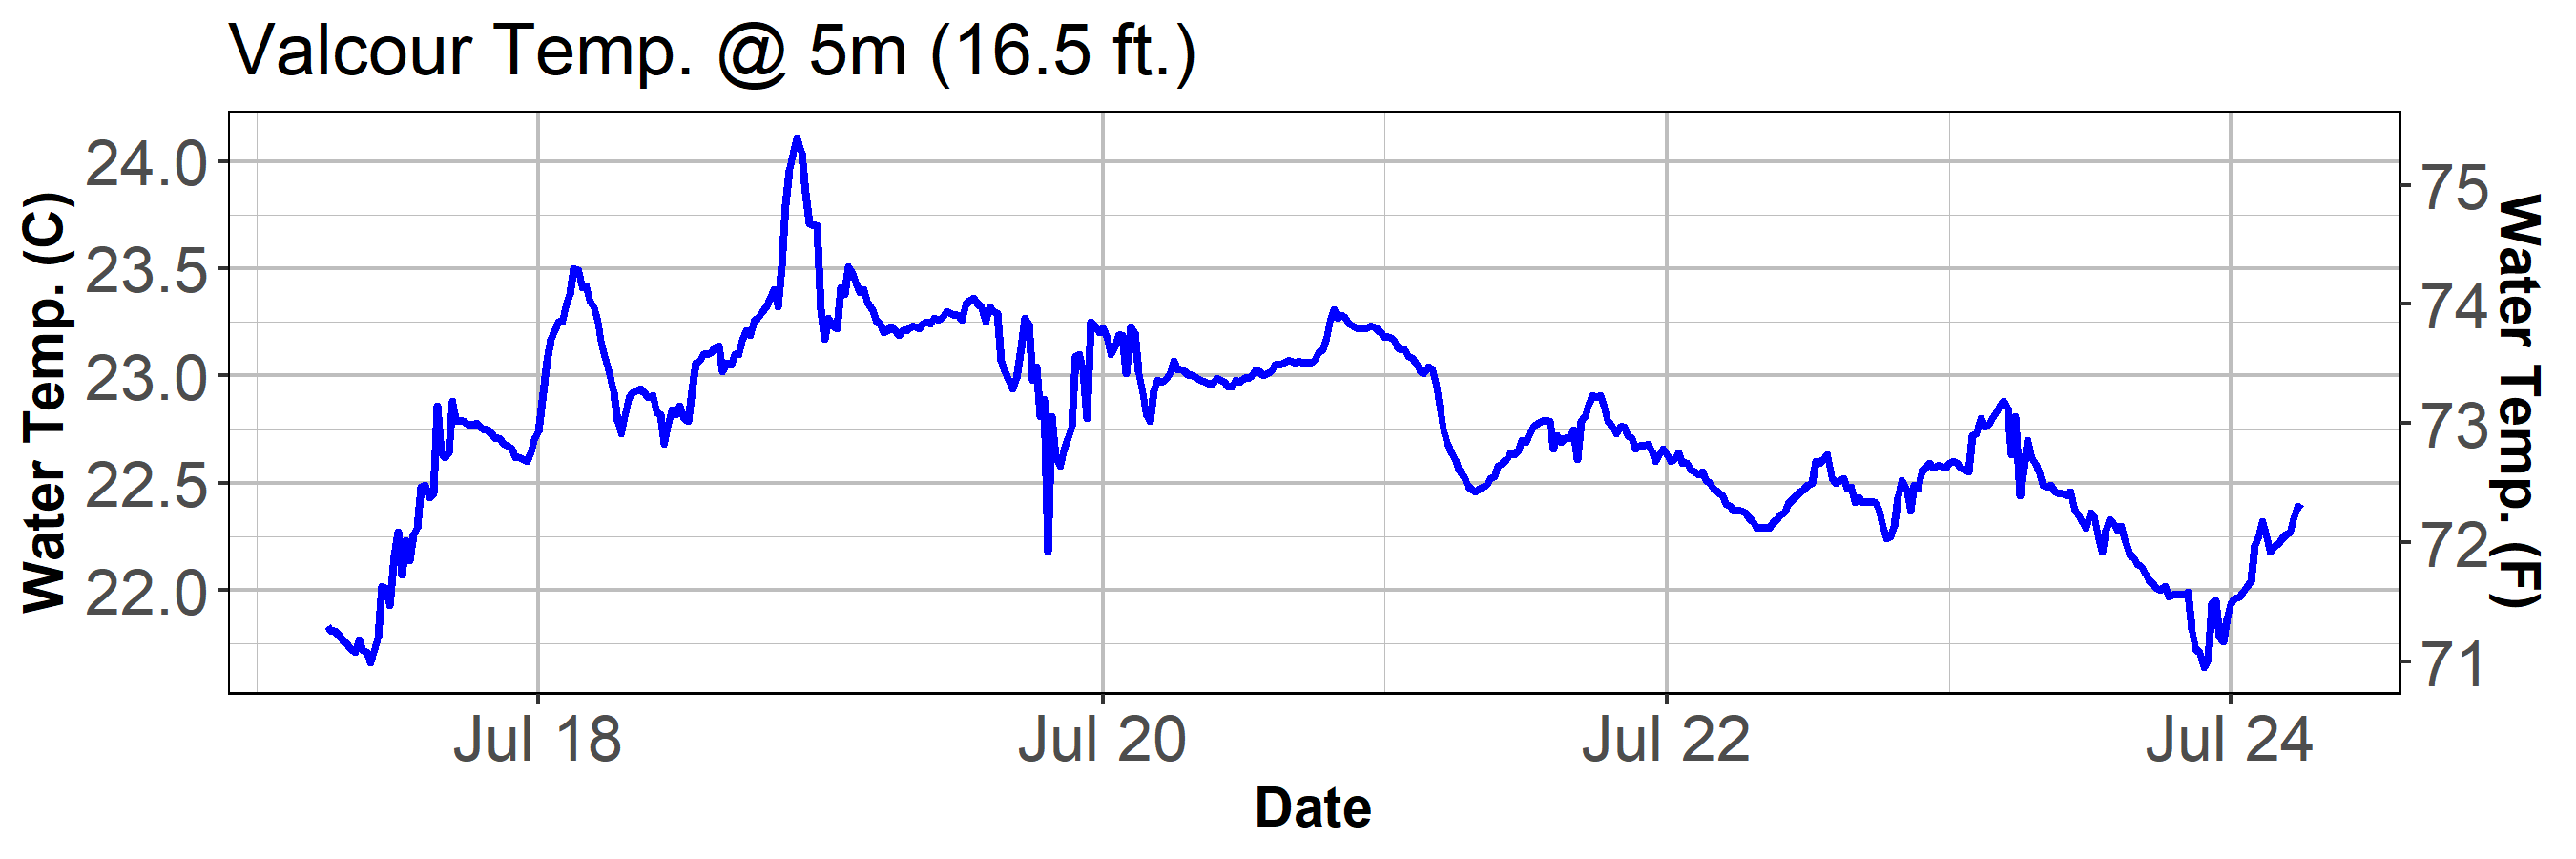 Valcour Temp. @ 5m (16.5 ft.)
Water Temp. (C)
24.0
23.5
23.0
22.5
22.0
75
74
73
72
71
Water Temp. (F)
Jul 18 Jul 20 Jul 22 Jul 24
Date